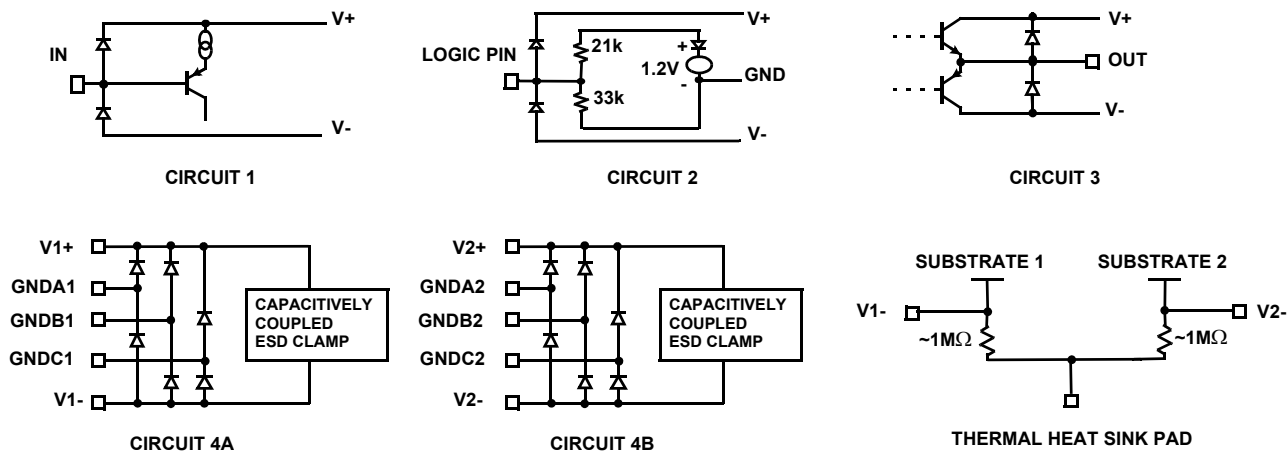 V+
IN
V-
CIRCUIT 1
V+
LOGIC PIN
21k
+
1.2V
GND
-
33k
V-
CIRCUIT 2
V+
OUT
V-
CIRCUIT 3
V1+
GNDA1
GNDB1
GNDC1
V1-
CAPACITIVELY
COUPLED
ESD CLAMP
CIRCUIT 4A
V2+
GNDA2
GNDB2
GNDC2
V2-
CAPACITIVELY
COUPLED
ESD CLAMP
CIRCUIT 4B
SUBSTRATE 1
SUBSTRATE 2
V1-
V2-
~1MΩ
~1MΩ
THERMAL HEAT SINK PAD